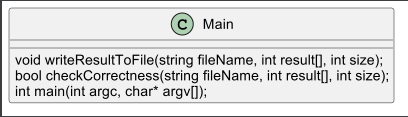 C Main
void writeResultToFile(string fileName, int result[], int size);
bool checkCorrectness(string fileName, int result[], int size);
int main(int argc, char* argv[]);